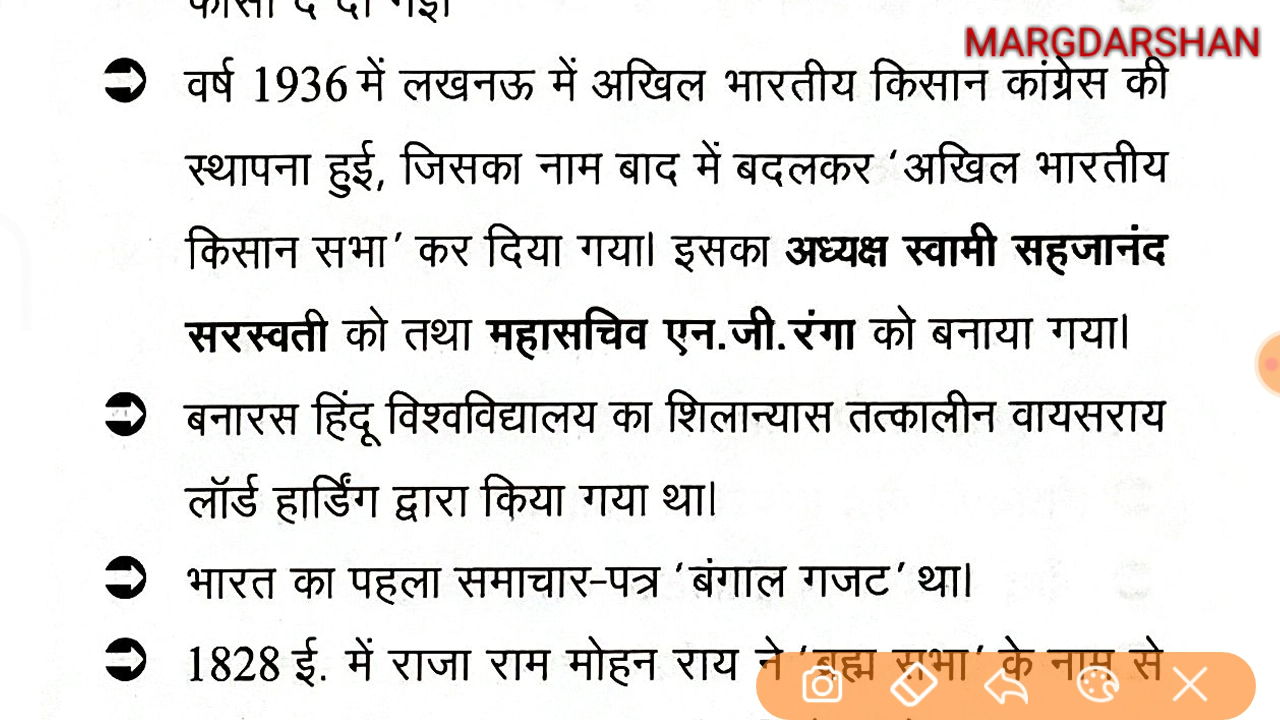 MARGDARSHAN
वर्ष 1936 में लखनऊ में अखिल भारतीय किसान कांग्रेस की
स्थापना हुई, जिसका नाम बाद में बदलकर ‘अखिल भारतीय
किसान सभा’ कर दिया गया। इसका अध्यक्ष स्वामी सहजानंद
सरस्वती को तथा महासचिव एन.जी.रंगा को बनाया गया।
बनारस हिंदू विश्वविद्यालय का शिलान्यास तत्कालीन वायसराय
लॉर्ड हार्डिंग द्वारा किया गया था।
भारत का पहला समाचार-पत्र ‘बंगाल गजट’ था।
1828 ई. में राजा राम मोहन राय ने ‘ब्रह्म सभा’ के नाम से